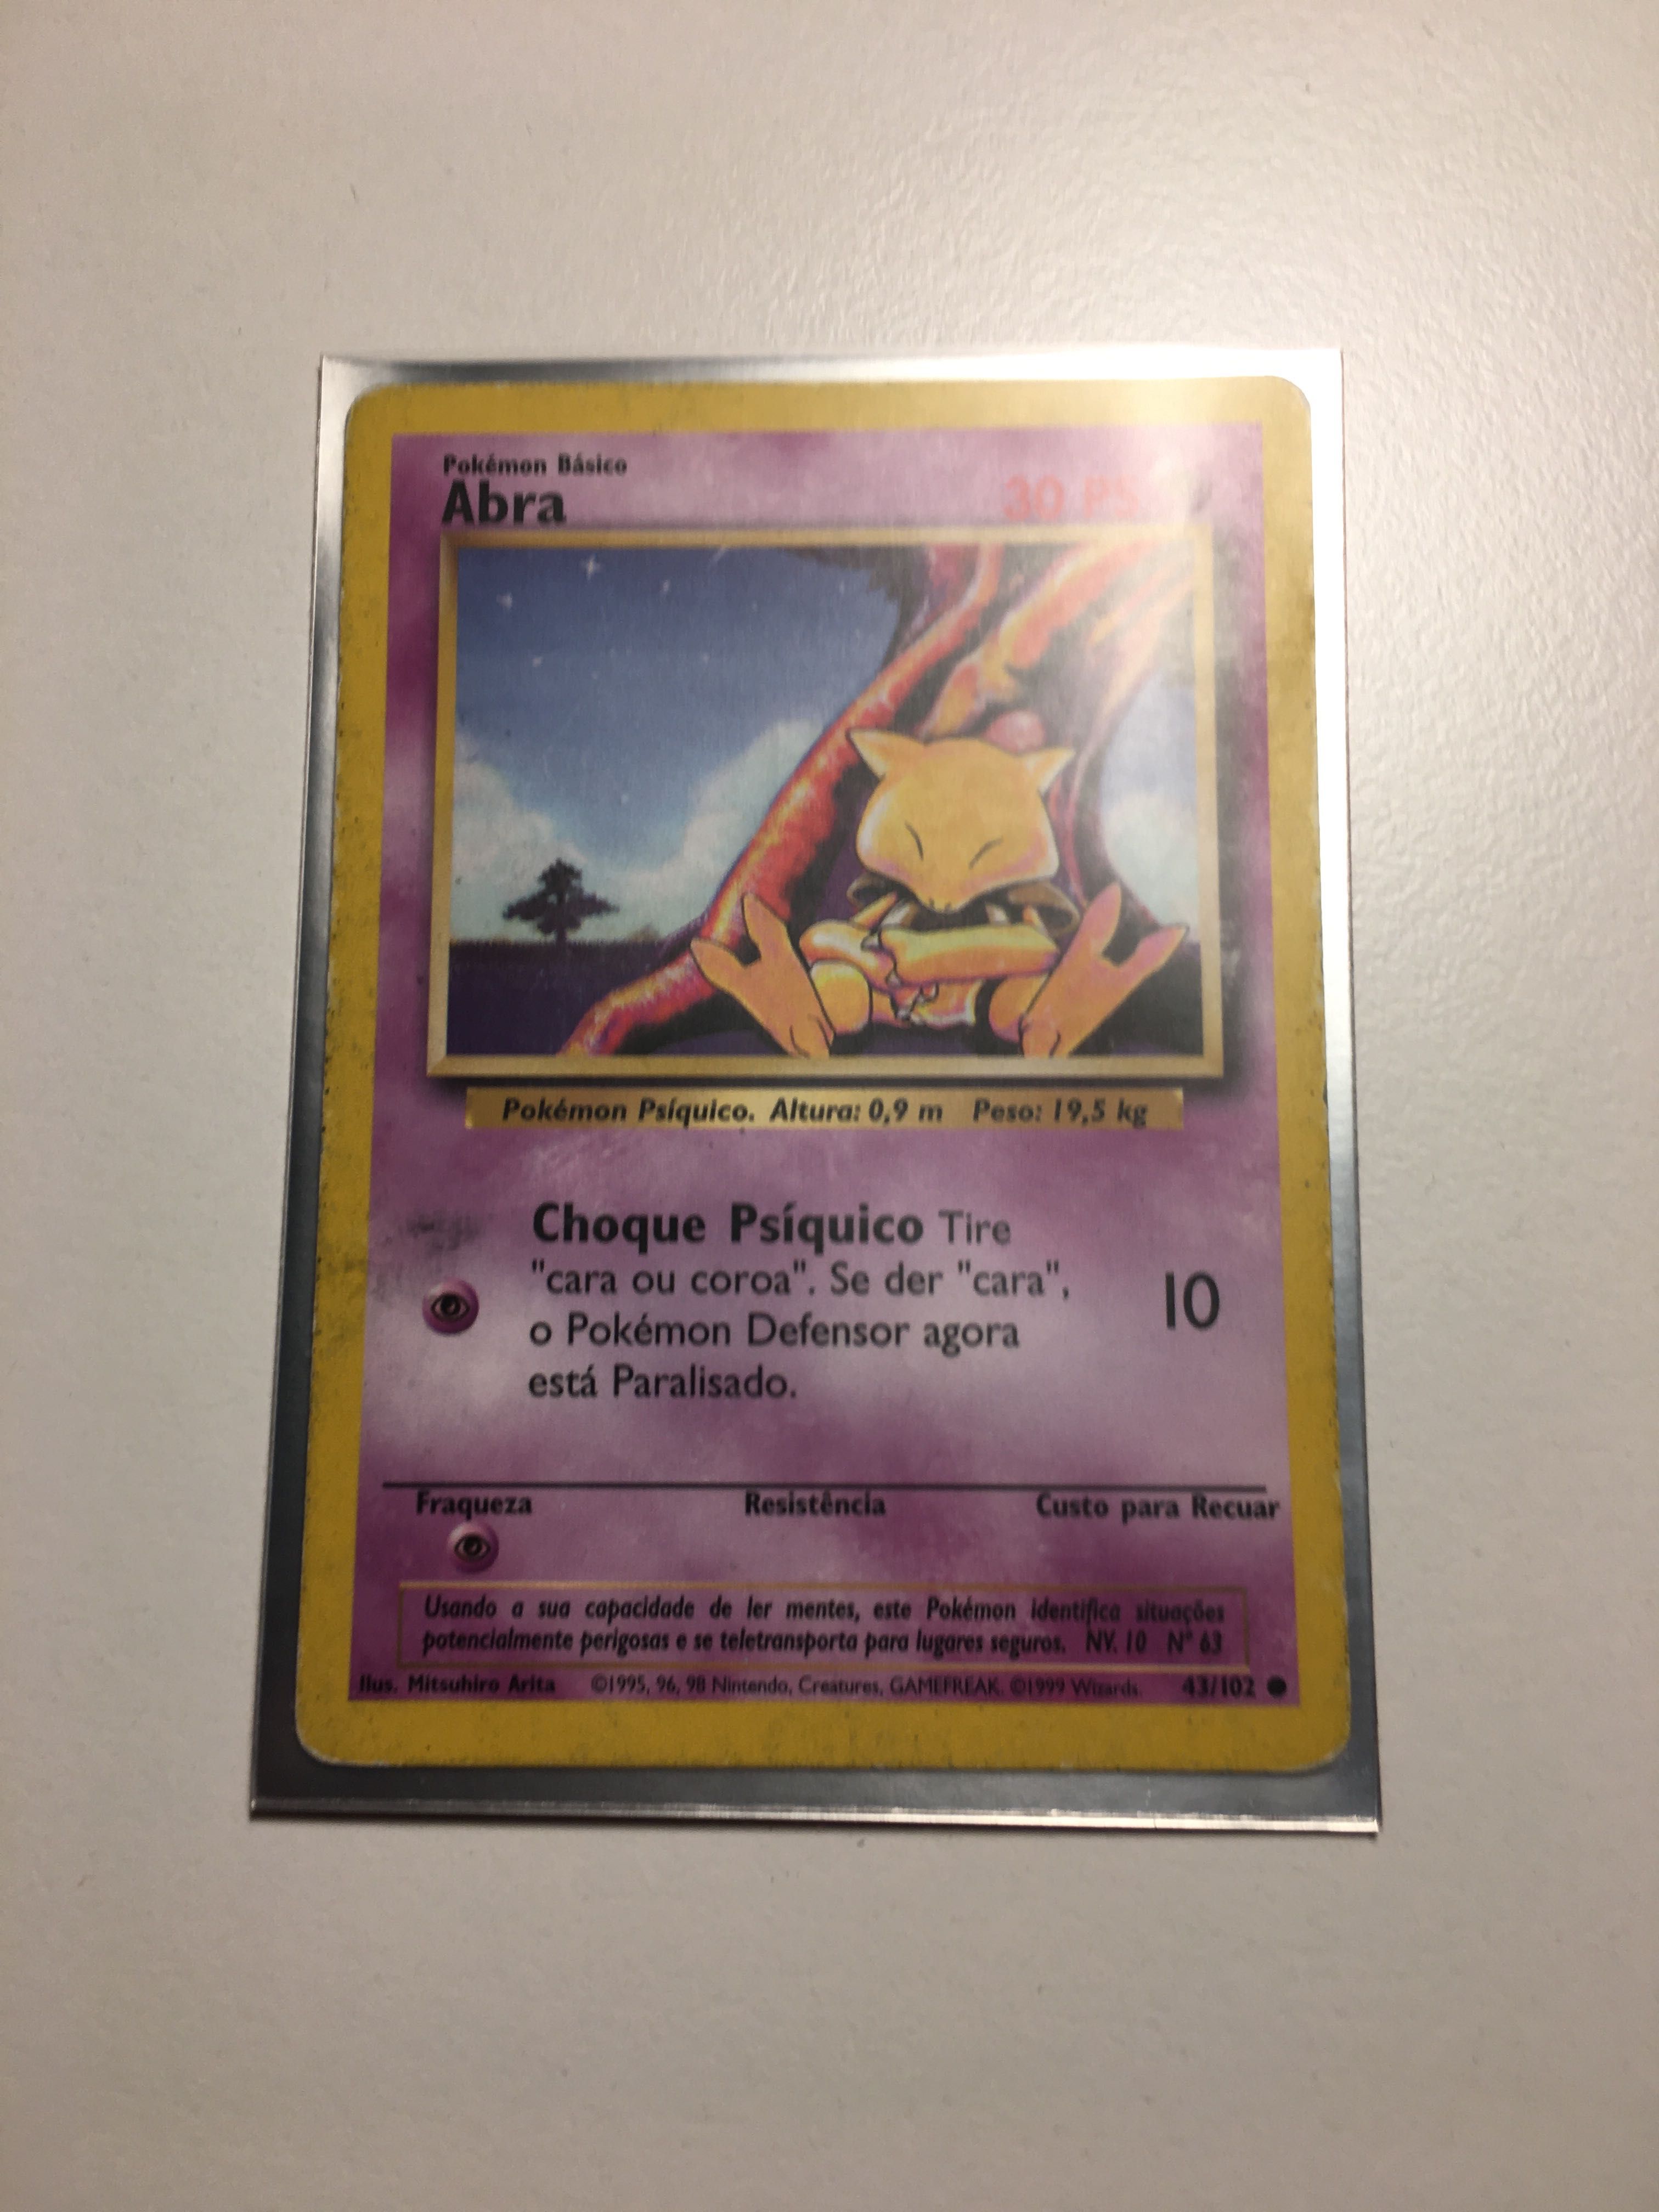 Pokémon Básico
Abra
30 PS
Pokémon Psíquico. Altura: 0,9 m Peso: 19,5 kg
Choque Psíquico Tire
"cara ou coroa". Se der "cara",
o Pokémon Defensor agora
está Paralisado.
10
Fraqueza Resistência Custo para Recuar
Usando a sua capacidade de ler mentes, este Pokémon identifica situações
potencialmente perigosas e se teletransporta para lugares seguros. NV. 10 Nº 63
Ilus. Mitsuhiro Arita ©1995, 96, 98 Nintendo, Creatures, GAMEFREAK. ©1999 Wizards. 43/102